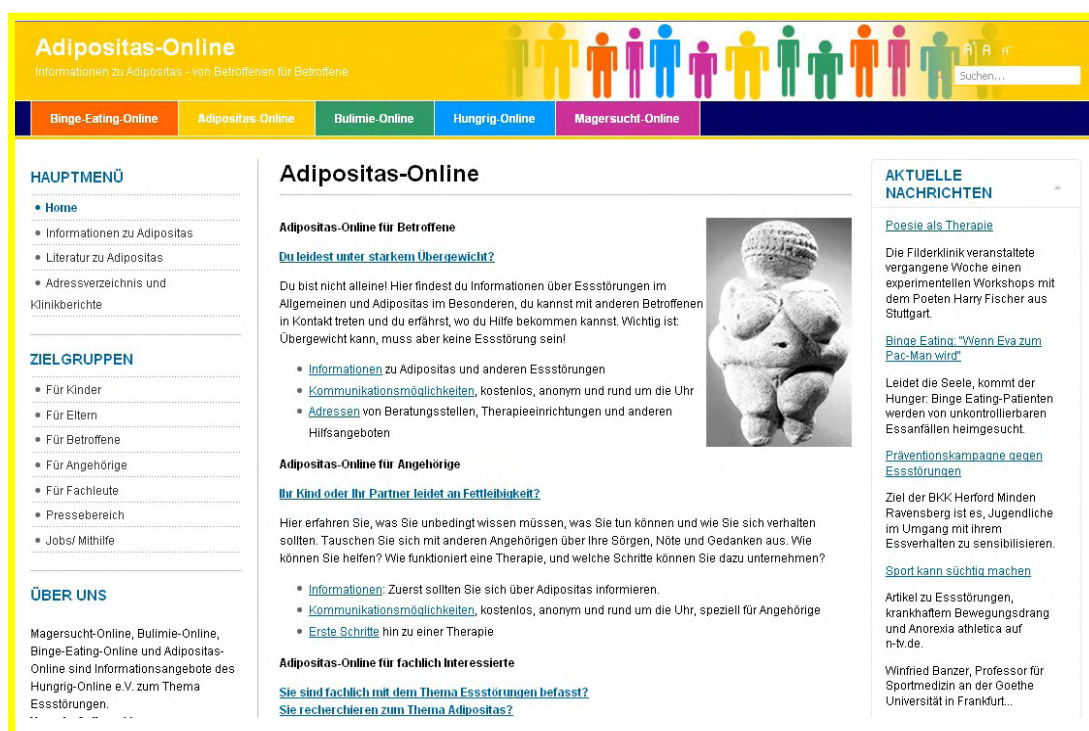 Adipositas-Online
Informationen zu Adipositas - von Betroffenen für Betroffene
A+ A A-
Suchen...
Binge-Eating-Online
Adipositas-Online
Bulimie-Online
Hungrig-Online
Magersucht-Online
HAUPTMENÜ
Home
Informationen zu Adipositas
Literatur zu Adipositas
Adressverzeichnis und
Klinikberichte
ZIELGRUPPEN
Für Kinder
Für Eltern
Für Betroffene
Für Angehörige
Für Fachleute
Pressebereich
Jobs/ Mithilfe
ÜBER UNS
Magersucht-Online, Bulimie-Online,
Binge-Eating-Online und Adipositas-
Online sind Informationsangebote des
Hungrig-Online e.V. zum Thema
Essstörungen.
Adipositas-Online
Adipositas-Online für Betroffene
Du leidest unter starkem Übergewicht?
Du bist nicht alleine! Hier findest du Informationen über Essstörungen im
Allgemeinen und Adipositas im Besonderen, du kannst mit anderen Betroffenen
in Kontakt treten und du erfährst, wo du Hilfe bekommen kannst. Wichtig ist:
Übergewicht kann, muss aber keine Essstörung sein!
Informationen zu Adipositas und anderen Essstörungen
Kommunikationsmöglichkeiten, kostenlos, anonym und rund um die Uhr
Adressen von Beratungsstellen, Therapieeinrichtungen und anderen
Hilfsangeboten
Adipositas-Online für Angehörige
Ihr Kind oder Ihr Partner leidet an Fettleibigkeit?
Hier erfahren Sie, was Sie unbedingt wissen müssen, was Sie tun können und wie Sie sich verhalten
sollten. Tauschen Sie sich mit anderen Angehörigen über Ihre Sorgen, Nöte und Gedanken aus. Wie
können Sie helfen? Wie funktioniert eine Therapie, und welche Schritte können Sie dazu unternehmen?
Informationen: Zuerst sollten Sie sich über Adipositas informieren.
Kommunikationsmöglichkeiten, kostenlos, anonym und rund um die Uhr, speziell für Angehörige
Erste Schritte hin zu einer Therapie
Adipositas-Online für fachlich Interessierte
Sie sind fachlich mit dem Thema Essstörungen befasst?
Sie recherchieren zum Thema Adipositas?
AKTUELLE
NACHRICHTEN
Poesie als Therapie
Die Filderklinik veranstaltete
vergangene Woche einen
experimentellen Workshops mit
dem Poeten Harry Fischer aus
Stuttgart.
Binge Eating: "Wenn Eva zum
Pac-Man wird"
Leidet die Seele, kommt der
Hunger: Binge Eating-Patienten
werden von unkontrollierbaren
Essanfällen heimgesucht.
Präventionskampagne gegen
Essstörungen
Ziel der BKK Herford Minden
Ravensberg ist es, Jugendliche
im Umgang mit ihrem
Essverhalten zu sensibilisieren.
Sport kann süchtig machen
Artikel zu Essstörungen,
krankhaftem Bewegungsdrang
und Anorexia athletica auf
n-tv.de.
Winfried Banzer, Professor für
Sportmedizin an der Goethe
Universität in Frankfurt...